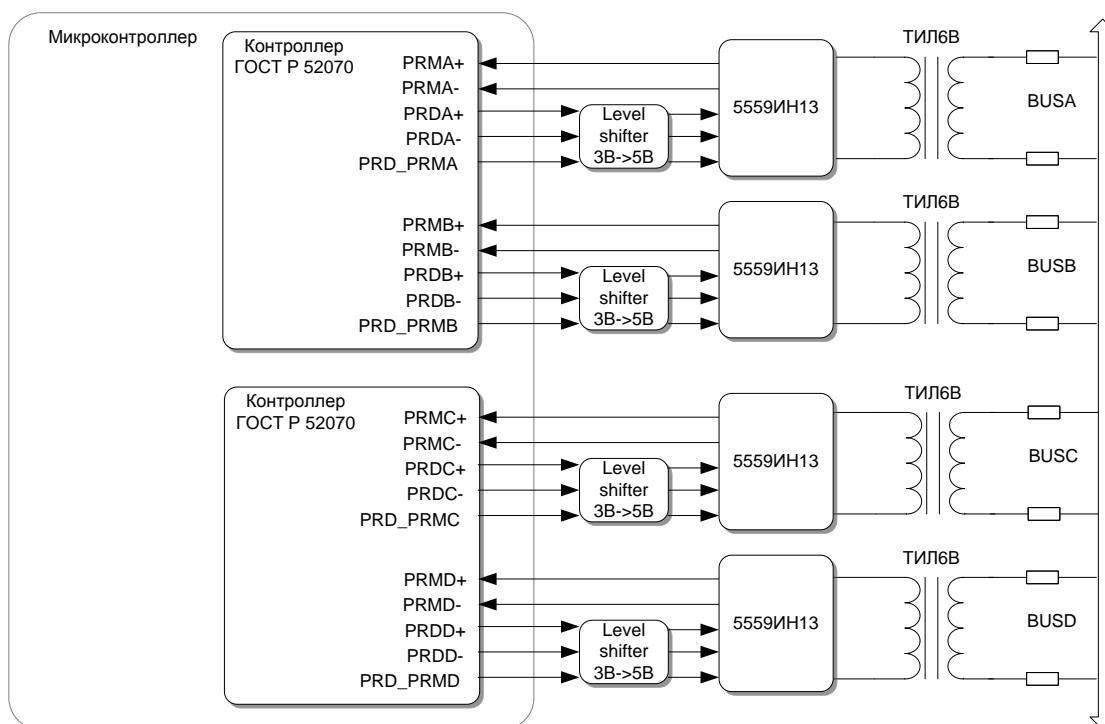 Микроконтроллер
Контроллер
ГОСТ Р 52070
PRMA+
PRMA-
PRDA+
PRDA-
PRD_PRMA
PRMB+
PRMB-
PRDB+
PRDB-
PRD_PRMB
Level
shifter
3В->5В
5559ИН13
ТИЛ6В
BUSA
Level
shifter
3В->5В
5559ИН13
ТИЛ6В
BUSB
Контроллер
ГОСТ Р 52070
PRMC+
PRMC-
PRDC+
PRDC-
PRD_PRMC
PRMD+
PRMD-
PRDD+
PRDD-
PRD_PRMD
Level
shifter
3В->5В
5559ИН13
ТИЛ6В
BUSC
Level
shifter
3В->5В
5559ИН13
ТИЛ6В
BUSD